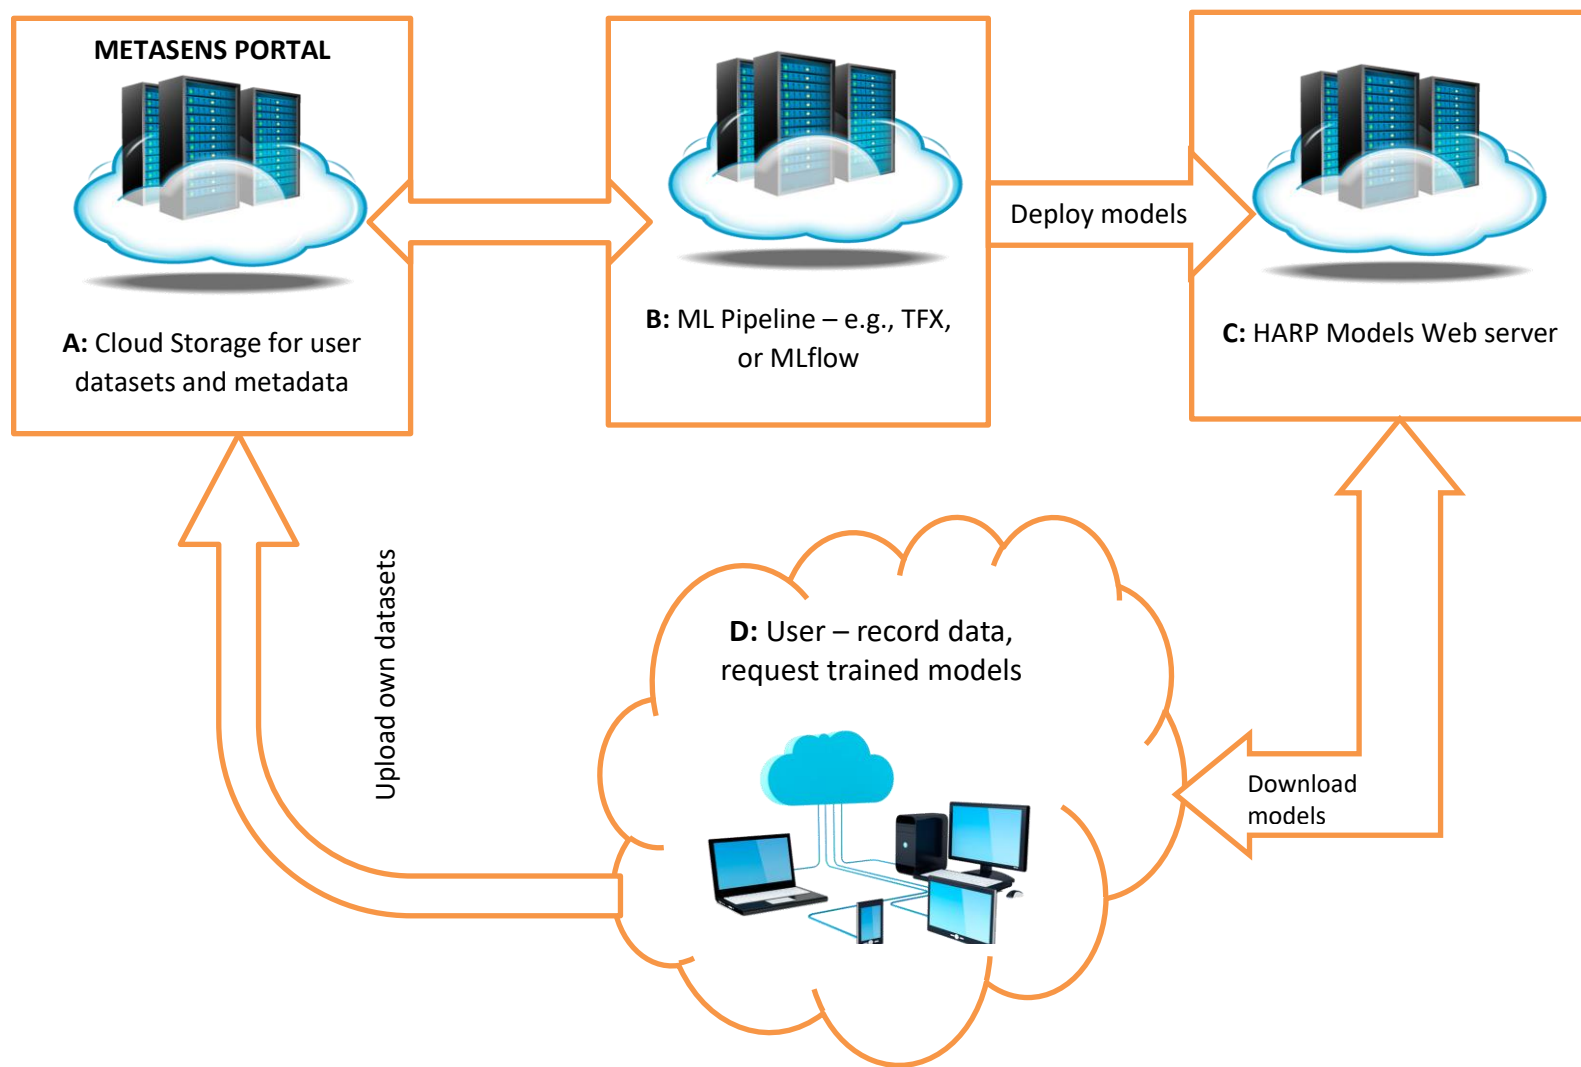 METASENS PORTAL
A: Cloud Storage for user
datasets and metadata
B: ML Pipeline – e.g., TFX,
or MLflow
Deploy models
C: HARP Models Web server
Upload own datasets
D: User – record data,
request trained models
Download
models